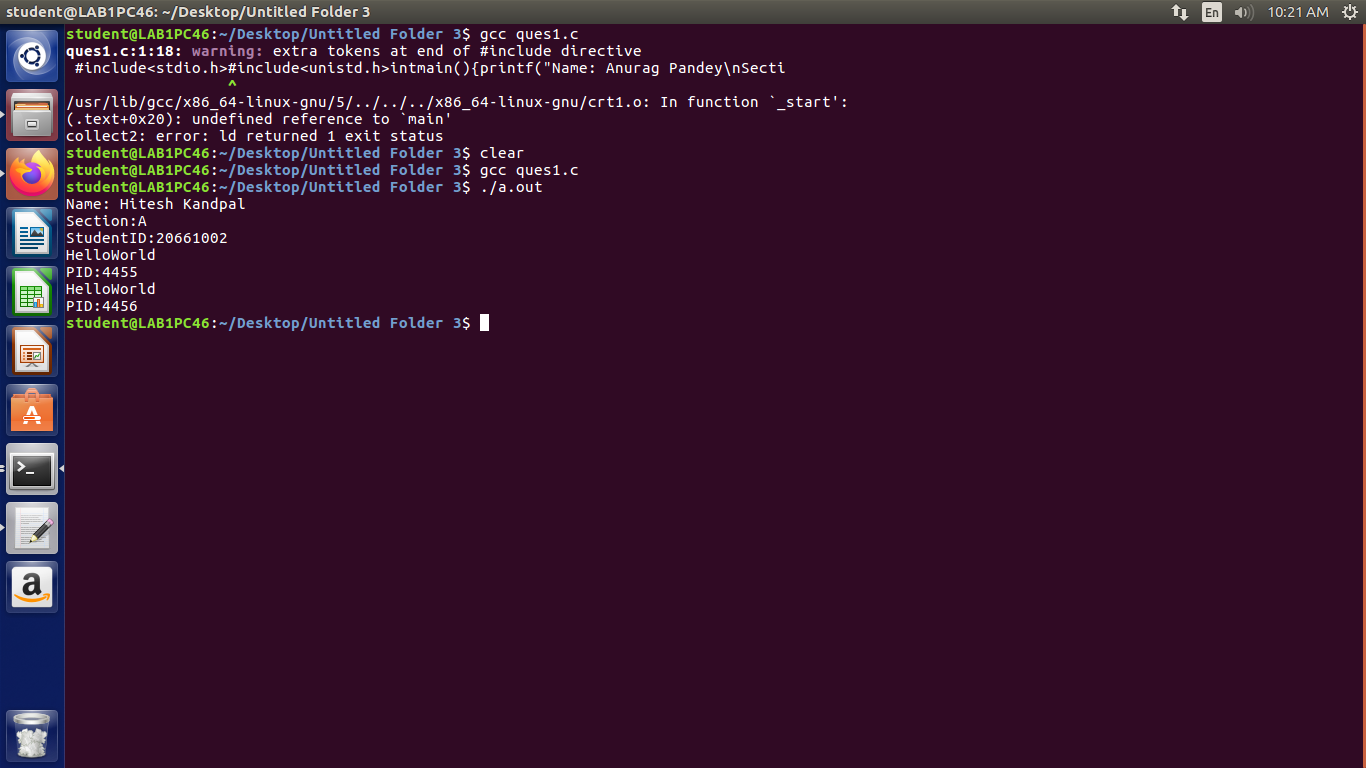 student@LAB1PC46: ~/Desktop/Untitled Folder 3
En
10:21 AM
student@LAB1PC46:~/Desktop/Untitled Folder 3$ gcc ques1.c
ques1.c:1:18: warning: extra tokens at end of #include directive
 #include<stdio.h>#include<unistd.h>intmain(){printf("Name: Anurag Pandey\nSecti
                  ^
/usr/lib/gcc/x86_64-linux-gnu/5/../../../x86_64-linux-gnu/crt1.o: In function `_start':
(.text+0x20): undefined reference to `main'
collect2: error: ld returned 1 exit status
student@LAB1PC46:~/Desktop/Untitled Folder 3$ clear
student@LAB1PC46:~/Desktop/Untitled Folder 3$ gcc ques1.c
student@LAB1PC46:~/Desktop/Untitled Folder 3$ ./a.out
Name: Hitesh Kandpal
Section:A
StudentID:20661002
HelloWorld
PID:4455
HelloWorld
PID:4456
student@LAB1PC46:~/Desktop/Untitled Folder 3$